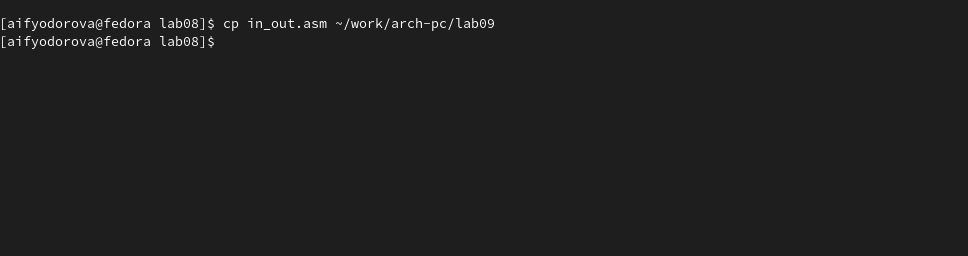 [aifyodorova@fedora lab08]$ cp in_out.asm ~/work/arch-pc/lab09
[aifyodorova@fedora lab08]$